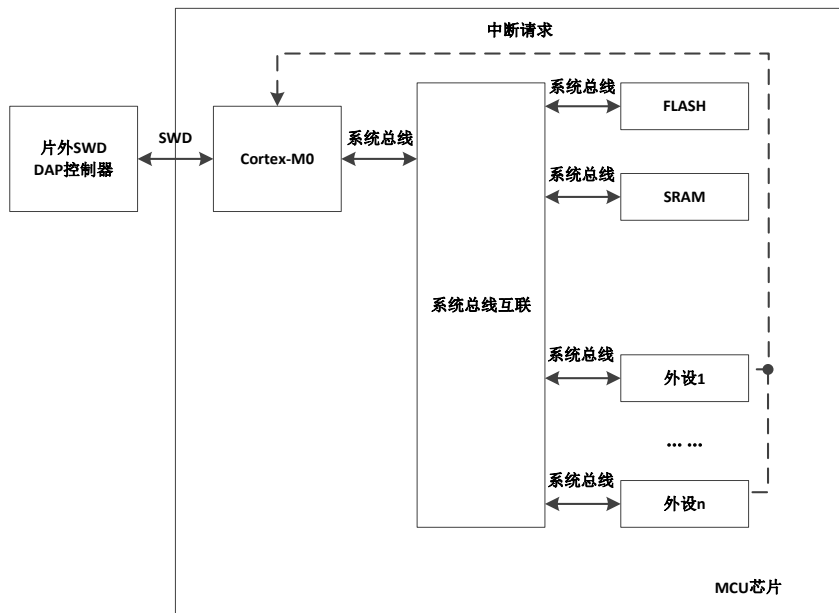 中断请求
系统总线
FLASH
片外SWD
DAP控制器
SWD
Cortex-M0
系统总线
系统总线
SRAM
系统总线互联
系统总线
外设1
... ...
系统总线
外设n
MCU芯片